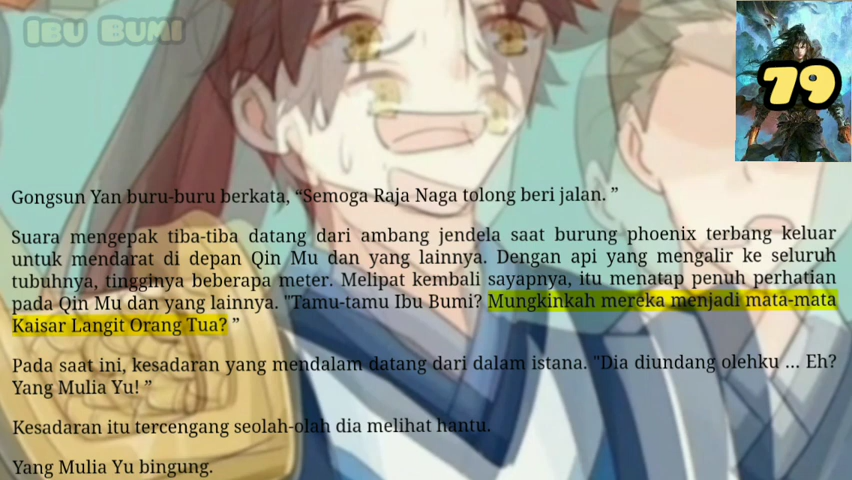 Ibu Bumi
79
Gongsun Yan buru-buru berkata, “Semoga Raja Naga tolong beri jalan. ”
Suara mengepak tiba-tiba datang dari ambang jendela saat burung phoenix terbang keluar
untuk mendarat di depan Qin Mu dan yang lainnya. Dengan api yang mengalir ke seluruh
tubuhnya, tingginya beberapa meter. Melipat kembali sayapnya, itu menatap penuh perhatian
pada Qin Mu dan yang lainnya. "Tamu-tamu Ibu Bumi? Mungkinkah mereka menjadi mata-mata
Kaisar Langit Orang Tua? ”
Pada saat ini, kesadaran yang mendalam datang dari dalam istana. "Dia diundang olehku ... Eh?
Yang Mulia Yu! ”
Kesadaran itu tercengang seolah-olah dia melihat hantu.
Yang Mulia Yu bingung.